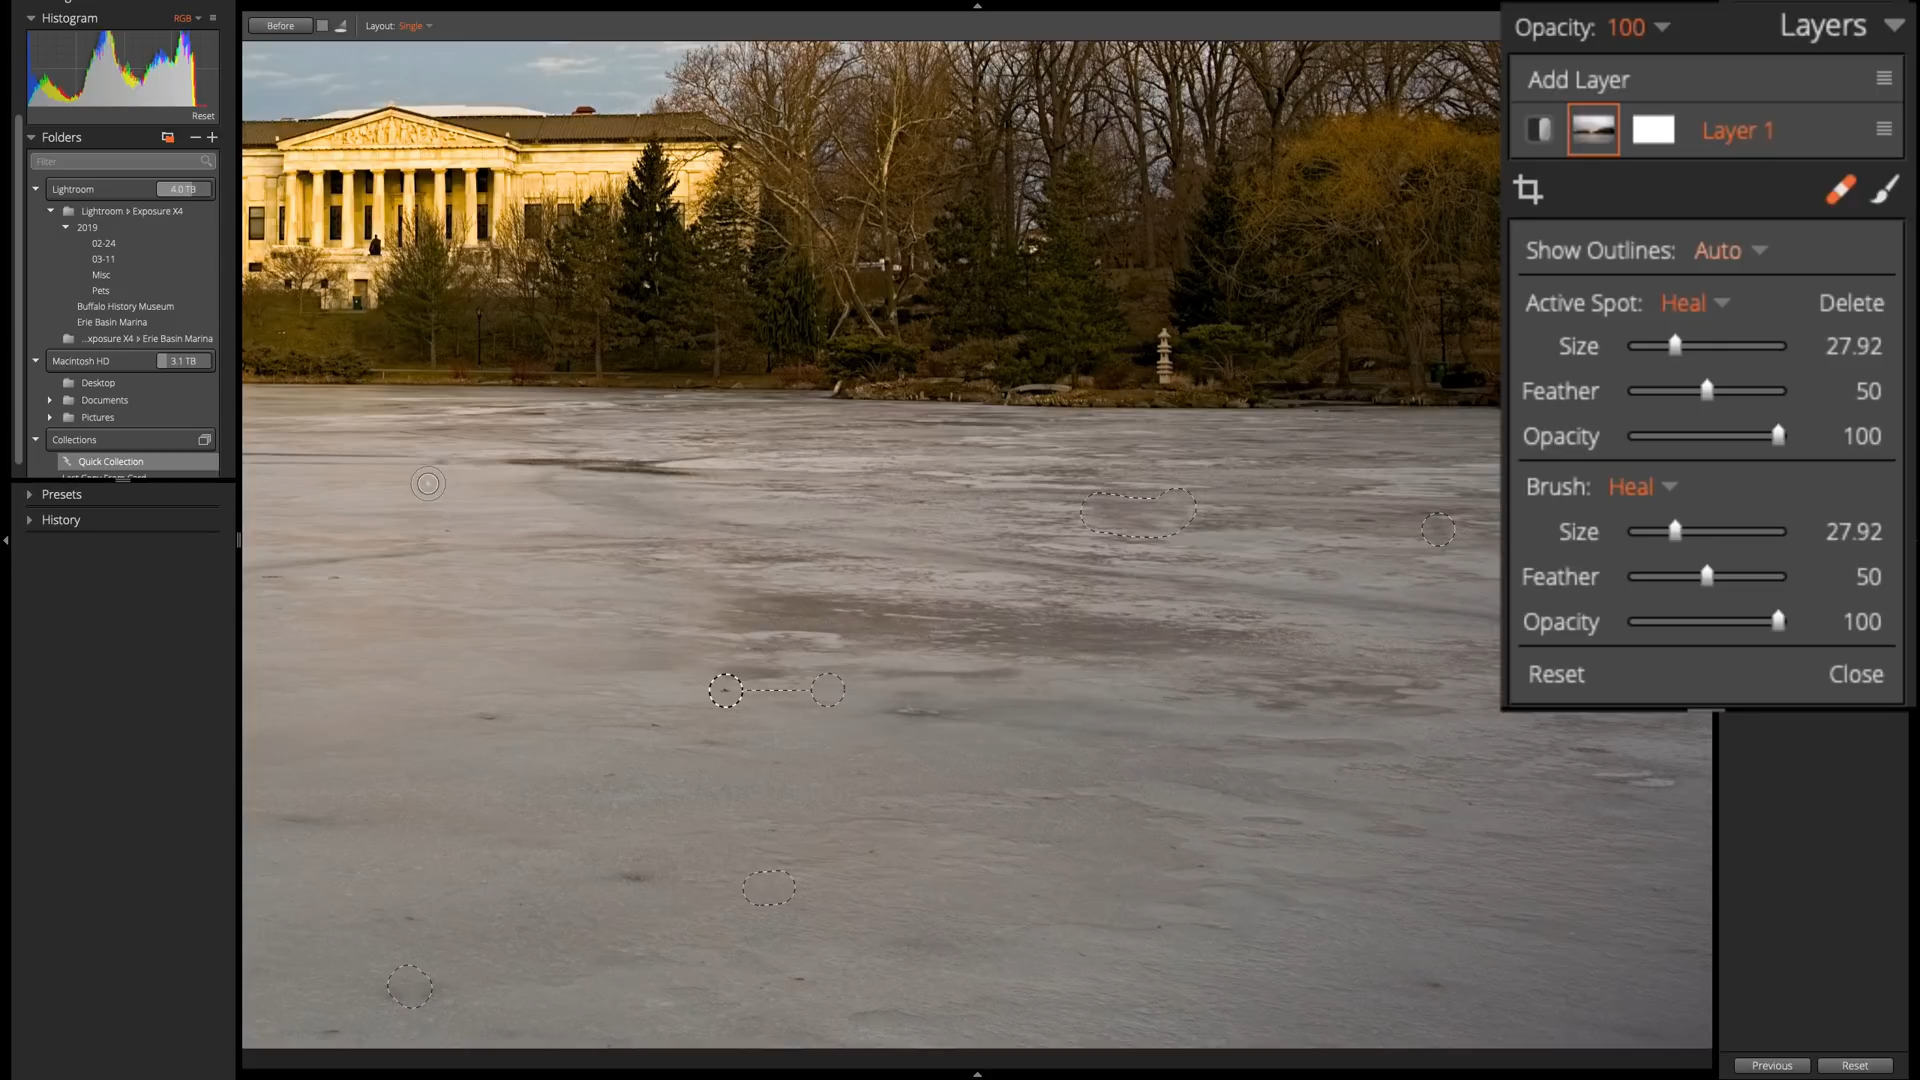 Histogram
RGB
Reset
Folders
Filter
Lightroom
4.0 TB
Lightroom ▸ Exposure X4
2019
02-24
03-11
Misc
Pets
Buffalo History Museum
Erie Basin Marina
...xposure X4 ▸ Erie Basin Marina
Macintosh HD
3.1 TB
Desktop
Documents
Pictures
Collections
Quick Collection
Presets
History
Before
Layout: Single
Opacity: 100
Layers
Add Layer
Layer 1
Show Outlines: Auto
Active Spot: Heal
Delete
Size 27.92
Feather 50
Opacity 100
Brush: Heal
Size 27.92
Feather 50
Opacity 100
Reset
Close
Previous
Reset